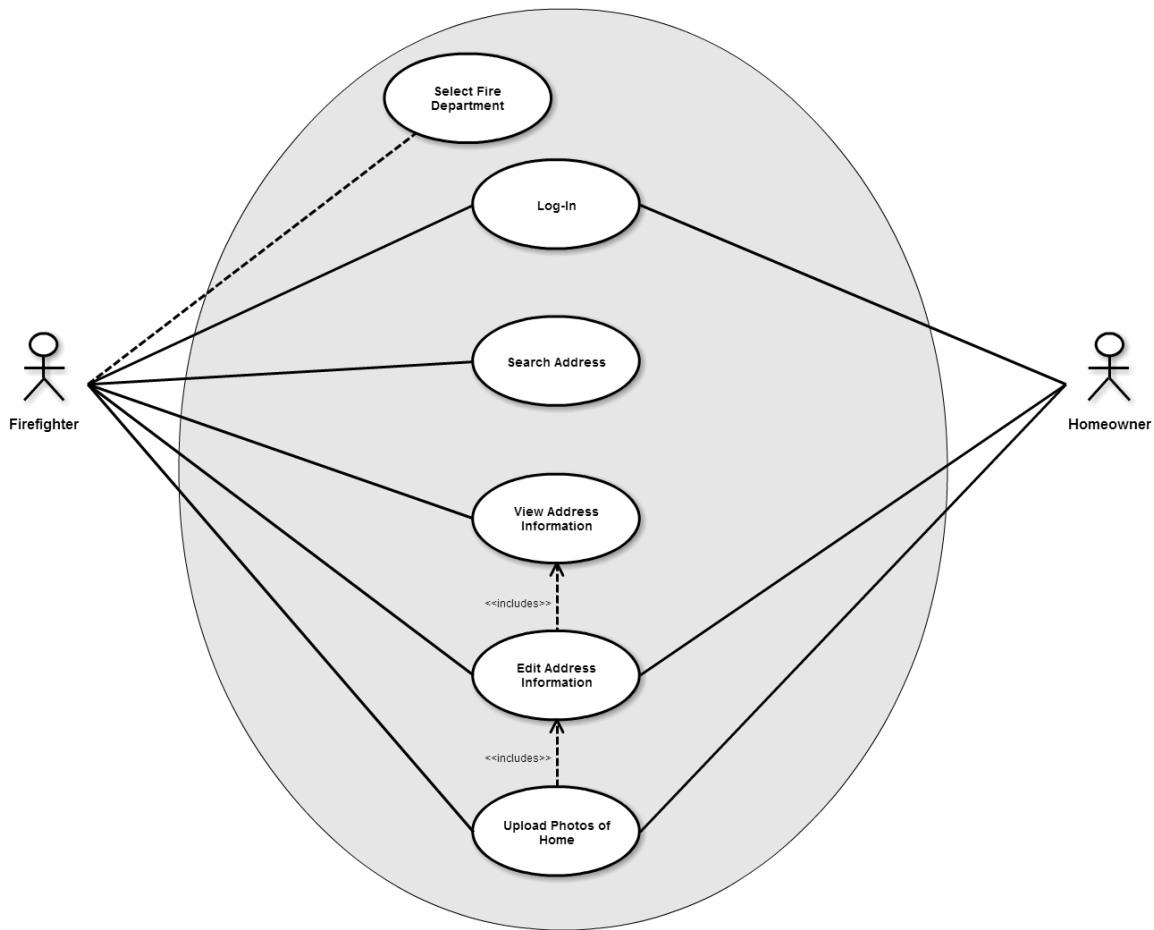 Select Fire
Department
Log-In
Search Address
Firefighter
Homeowner
View Address
Information
<<includes>>
Edit Address
Information
<<includes>>
Upload Photos of
Home